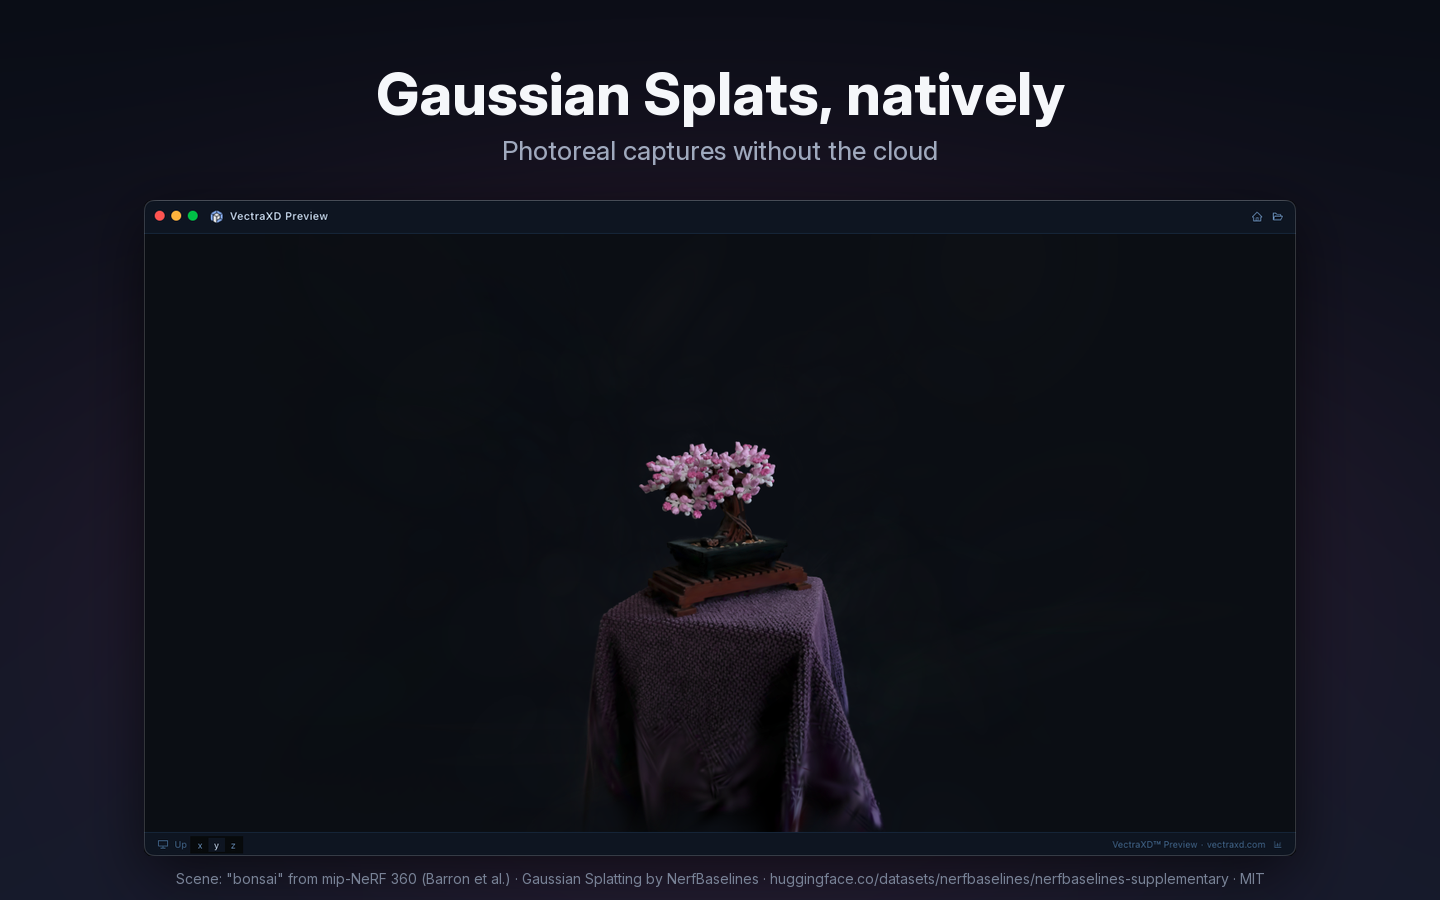 Gaussian Splats, natively
Photoreal captures without the cloud
VectraXD Preview
Up x y z
VectraXD™ Preview · vectraxd.com
Scene: "bonsai" from mip-NeRF 360 (Barron et al.) · Gaussian Splatting by NerfBaselines · huggingface.co/datasets/nerfbaselines/nerfbaselines-supplementary · MIT